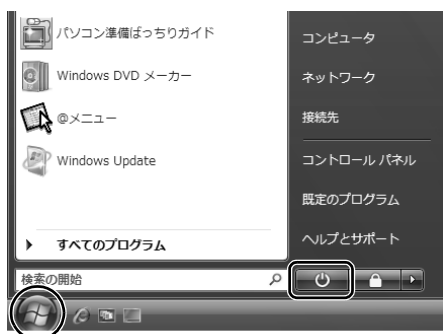 パソコン準備ばっちりガイド
Windows DVD メーカー
@メニュー
Windows Update
すべてのプログラム
検索の開始
コンピュータ
ネットワーク
接続先
コントロール パネル
既定のプログラム
ヘルプとサポート